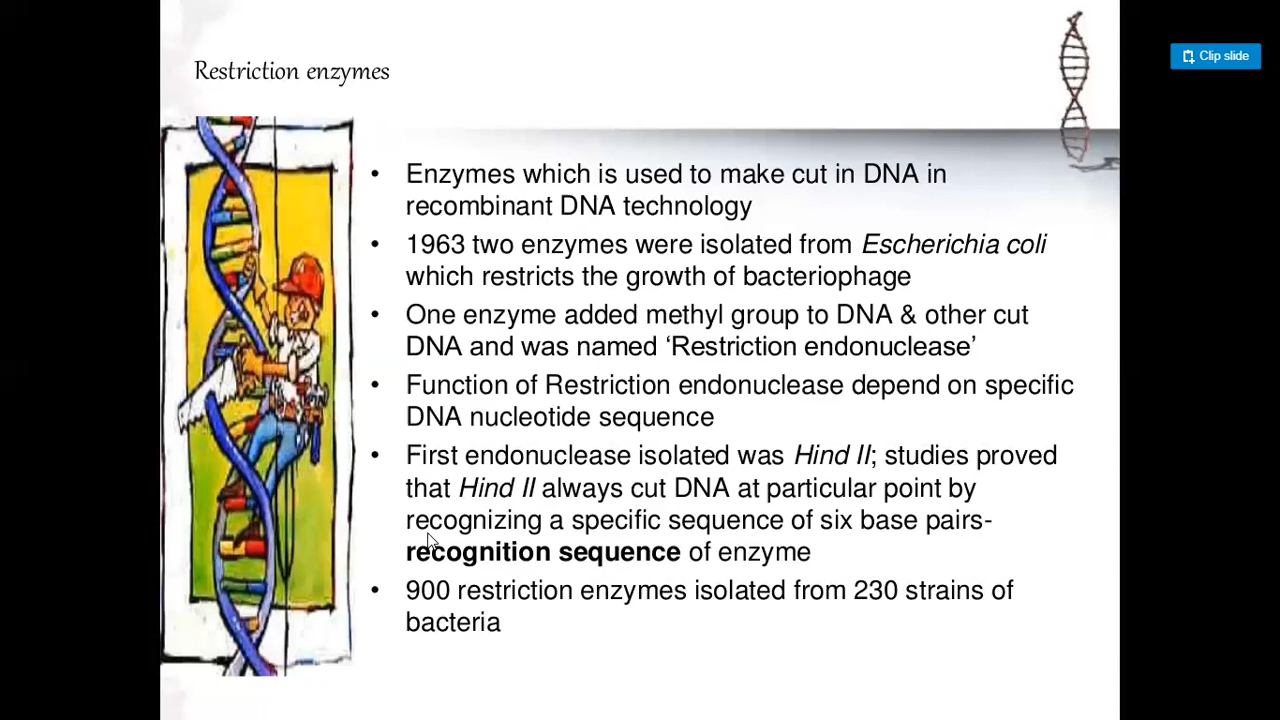 Clip slide
Restriction enzymes
• Enzymes which is used to make cut in DNA in
recombinant DNA technology
• 1963 two enzymes were isolated from Escherichia coli
which restricts the growth of bacteriophage
• One enzyme added methyl group to DNA & other cut
DNA and was named ‘Restriction endonuclease’
• Function of Restriction endonuclease depend on specific
DNA nucleotide sequence
• First endonuclease isolated was Hind II; studies proved
that Hind II always cut DNA at particular point by
recognizing a specific sequence of six base pairs-
recognition sequence of enzyme
• 900 restriction enzymes isolated from 230 strains of
bacteria